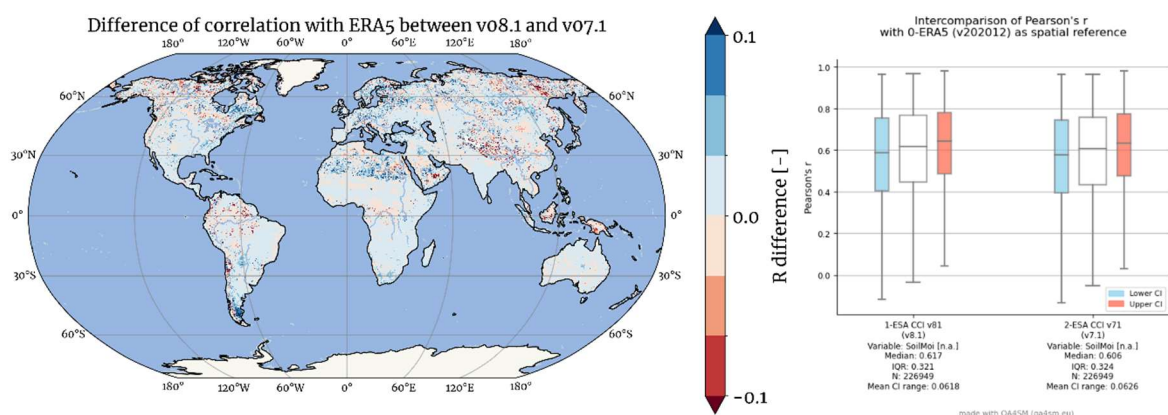 Difference of correlation with ERA5 between v08.1 and v07.1
180° 120°W 60°W 0° 60°E 120°E 180°
60°N 60°N
30°N 30°N
0° 0°
30°S 30°S
60°S 60°S
180° 120°W 60°W 0° 60°E 120°E 180°
0.1
0.0
−0.1
R difference [−]
Intercomparison of Pearson's r
with 0-ERA5 (v202012) as spatial reference
Pearson's r
1.0
0.8
0.6
0.4
0.2
0.0
Lower CI
Upper CI
1-ESA CCI v81
(v8.1)
Variable: SoilMoi [n.a.]
Median: 0.617
IQR: 0.321
N: 226949
Mean CI range: 0.0618
2-ESA CCI v71
(v7.1)
Variable: SoilMoi [n.a.]
Median: 0.606
IQR: 0.324
N: 226949
Mean CI range: 0.0626
made with QA4SM (qa4sm.eu)